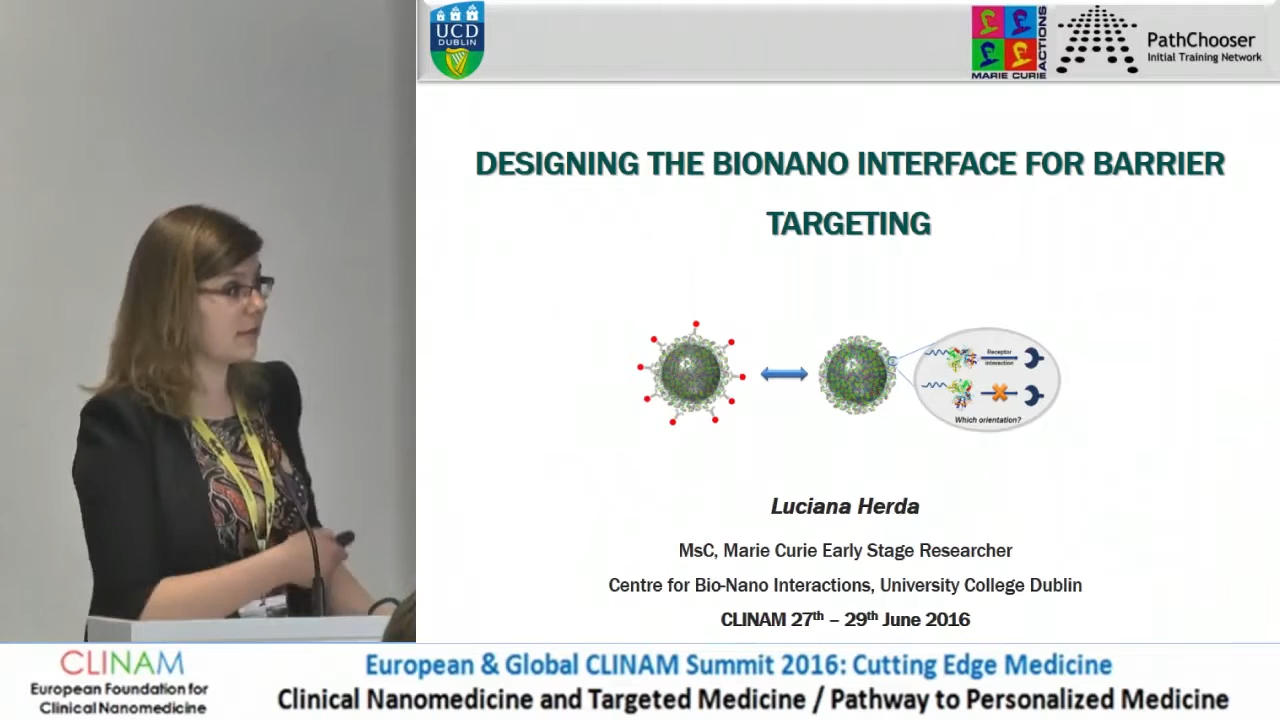 UCD
DUBLIN
MARIE CURIE
ACTIONS
PathChooser
Initial Training Network
DESIGNING THE BIONANO INTERFACE FOR BARRIER
TARGETING
Receptor
interaction
Which orientation?
Luciana Herda
MsC, Marie Curie Early Stage Researcher
Centre for Bio-Nano Interactions, University College Dublin
CLINAM 27th – 29th June 2016
CLINAM
European Foundation for
Clinical Nanomedicine
European & Global CLINAM Summit 2016: Cutting Edge Medicine
Clinical Nanomedicine and Targeted Medicine / Pathway to Personalized Medicine